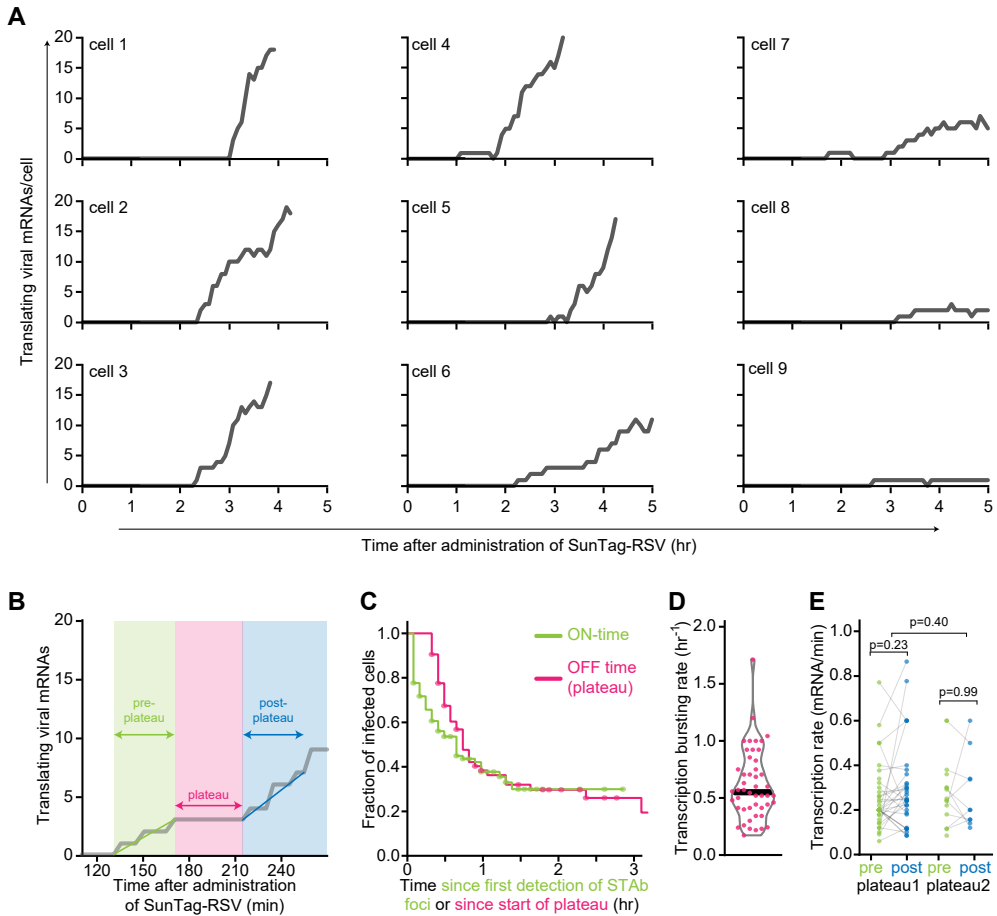 A
Translating viral mRNAs/cell
cell 1
20
15
10
5
0
cell 4
cell 7
cell 2
20
15
10
5
0
cell 5
cell 8
cell 3
20
15
10
5
0
0 1 2 3 4 5
cell 6
0 1 2 3 4 5
cell 9
0 1 2 3 4 5
Time after administration of SunTag-RSV (hr)
B
Translating viral mRNAs
20
15
10
5
0
pre-
plateau
plateau
post-
plateau
120 150 180 210 240
Time after administration
of SunTag-RSV (min)
C
Fraction of infected cells
1.0
0.8
0.6
0.4
0.2
0.0
ON-time
OFF time
(plateau)
0 1 2 3
Time since first detection of STAb
foci or since start of plateau (hr)
D
Transcription bursting rate (hr-1)
2.0
1.5
1.0
0.5
0.0
E
Transcription rate (mRNA/min)
1.0
0.8
0.6
0.4
0.2
0.0
p=0.40
p=0.23
p=0.99
pre post pre post
plateau1 plateau2